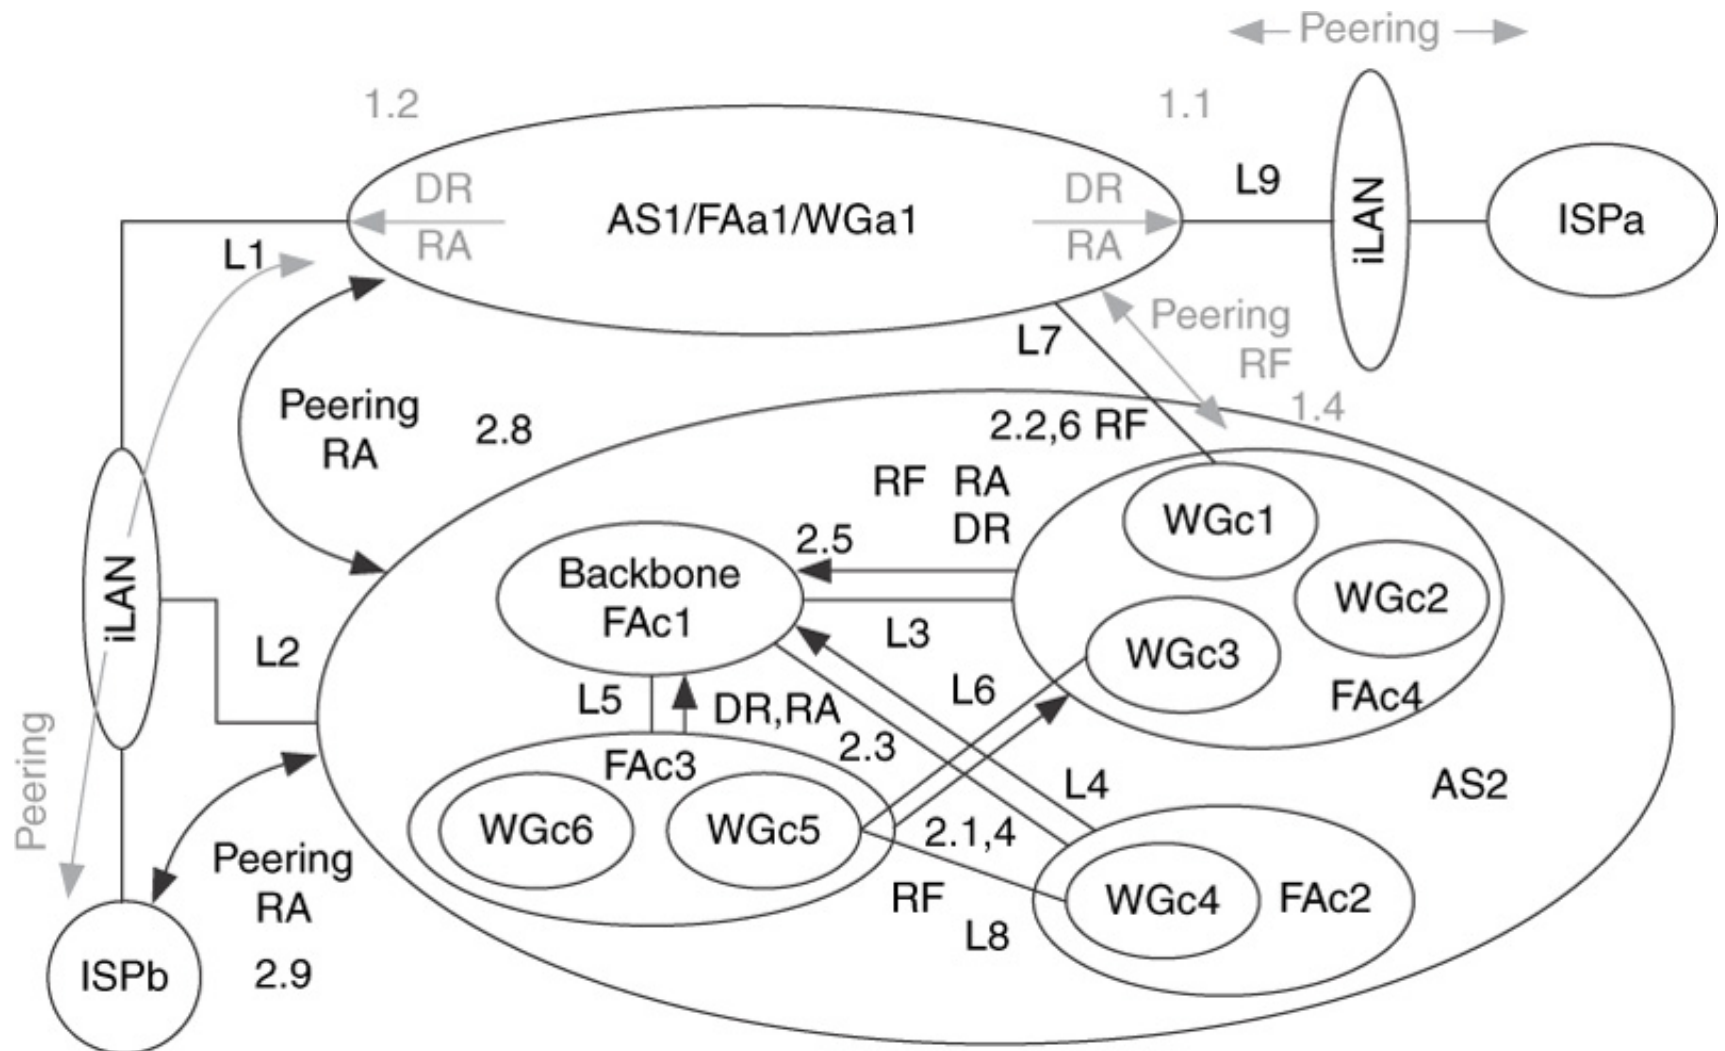 Peering
1.2
1.1
DR
RA
AS1/FAa1/WGa1
DR
RA
L9
iLAN
ISPa
L1
Peering
RF
1.4
L7
Peering
RA
2.8
2.2,6 RF
RF RA
DR
2.5
WGc1
WGc2
WGc3
FAc4
Backbone
FAc1
L3
iLAN
L2
L5
DR,RA
L6
2.3
FAc3
WGc6
WGc5
L4
AS2
2.1,4
RF
L8
WGc4
FAc2
Peering
Peering
RA
2.9
ISPb